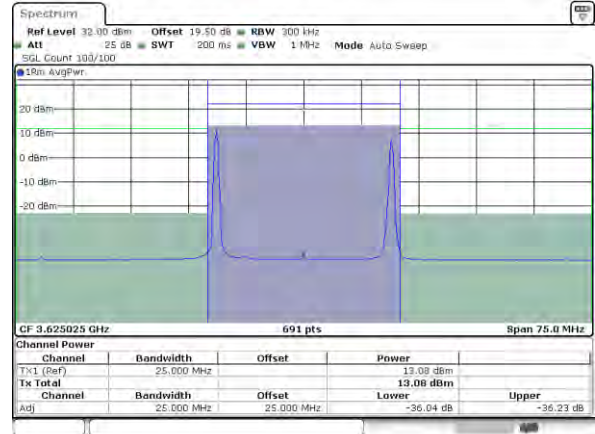 Spectrum
Ref Level 32.00 dBm Offset 19.50 dB RBW 300 kHz
Att 25 dB SWT 200 ms VBW 1 MHz Mode Auto Sweep
SGL Count 100/100
1Rm AvgPwr
20 dBm
10 dBm
0 dBm
-10 dBm
-20 dBm
CF 3.625025 GHz 691 pts Span 75.0 MHz
Channel Power
Channel Bandwidth Offset Power
TX1 (Ref) 25.000 MHz 13.08 dBm
Tx Total 13.08 dBm
Channel Bandwidth Offset Lower Upper
Adj 25.000 MHz 25.000 MHz -36.04 dB -36.23 dB